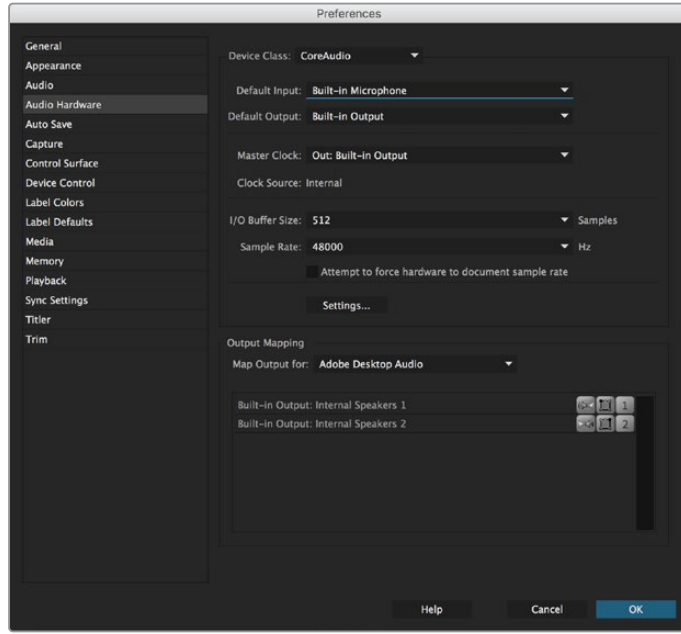 Preferences
General
Appearance
Audio
Audio Hardware
Auto Save
Capture
Control Surface
Device Control
Label Colors
Label Defaults
Media
Memory
Playback
Sync Settings
Titler
Trim
Device Class: CoreAudio
Default Input: Built-in Microphone
Default Output: Built-in Output
Master Clock: Out: Built-in Output
Clock Source: Internal
I/O Buffer Size: 512 Samples
Sample Rate: 48000 Hz
Attempt to force hardware to document sample rate
Settings...
Output Mapping
Map Output for: Adobe Desktop Audio
Built-in Output: Internal Speakers 1 1
Built-in Output: Internal Speakers 2 2
Help Cancel OK